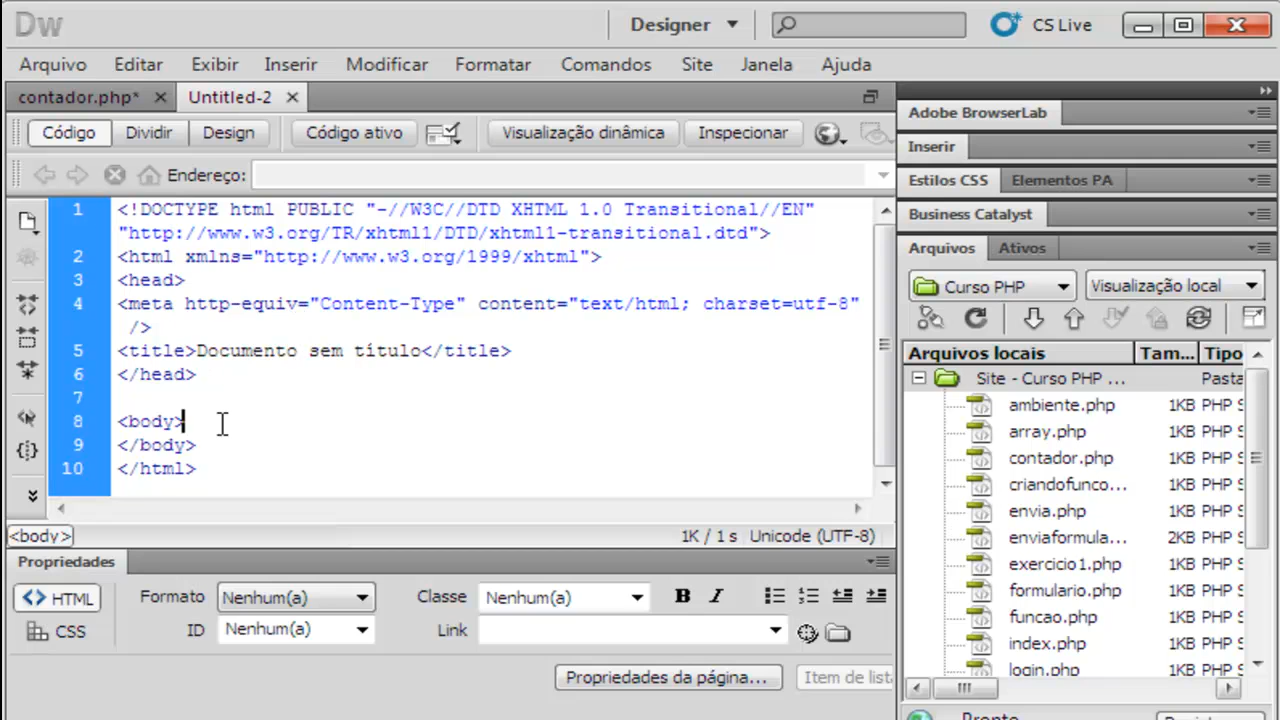 Dw Designer CS Live
Arquivo Editar Exibir Inserir Modificar Formatar Comandos Site Janela Ajuda
contador.php* Untitled-2
Código Dividir Design Código ativo Visualização dinâmica Inspecionar
Endereço:
1 <!DOCTYPE html PUBLIC "-//W3C//DTD XHTML 1.0 Transitional//EN"
"http://www.w3.org/TR/xhtml1/DTD/xhtml1-transitional.dtd">
2 <html xmlns="http://www.w3.org/1999/xhtml">
3 <head>
4 <meta http-equiv="Content-Type" content="text/html; charset=utf-8"
/>
5 <title>Documento sem título</title>
6 </head>
7
8 <body>
9 </body>
10 </html>
<body> 1K / 1 s Unicode (UTF-8)
Propriedades
HTML Formato Nenhum(a) Classe Nenhum(a) B I
CSS ID Nenhum(a) Link
Propriedades da página... Item de lista
Adobe BrowserLab
Inserir
Estilos CSS Elementos PA
Business Catalyst
Arquivos Ativos
Curso PHP Visualização local
Arquivos locais Tam... Tipo
Site - Curso PHP ... Pasta
ambiente.php 1KB PHP S
array.php 1KB PHP S
contador.php 1KB PHP S
criandofunco... 1KB PHP S
envia.php 1KB PHP S
enviaformula... 2KB PHP S
exercicio1.php 1KB PHP S
formulario.php 1KB PHP S
funcao.php 1KB PHP S
index.php 1KB PHP S
login.php 1KB PHP S
Pronto